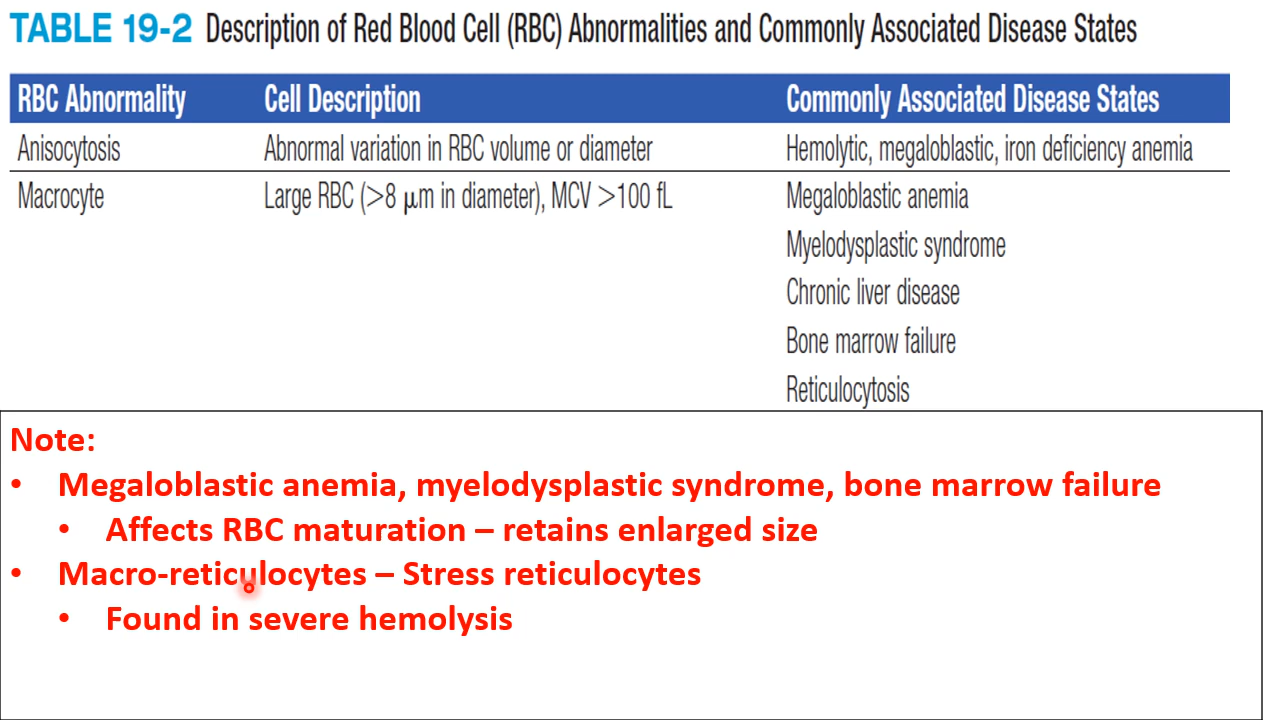 TABLE 19-2 Description of Red Blood Cell (RBC) Abnormalities and Commonly Associated Disease States
RBC Abnormality Cell Description Commonly Associated Disease States
Anisocytosis Abnormal variation in RBC volume or diameter Hemolytic, megaloblastic, iron deficiency anemia
Macrocyte Large RBC (>8 μm in diameter), MCV >100 fL Megaloblastic anemia
Myelodysplastic syndrome
Chronic liver disease
Bone marrow failure
Reticulocytosis
Note:
• Megaloblastic anemia, myelodysplastic syndrome, bone marrow failure
• Affects RBC maturation – retains enlarged size
• Macro-reticulocytes – Stress reticulocytes
• Found in severe hemolysis